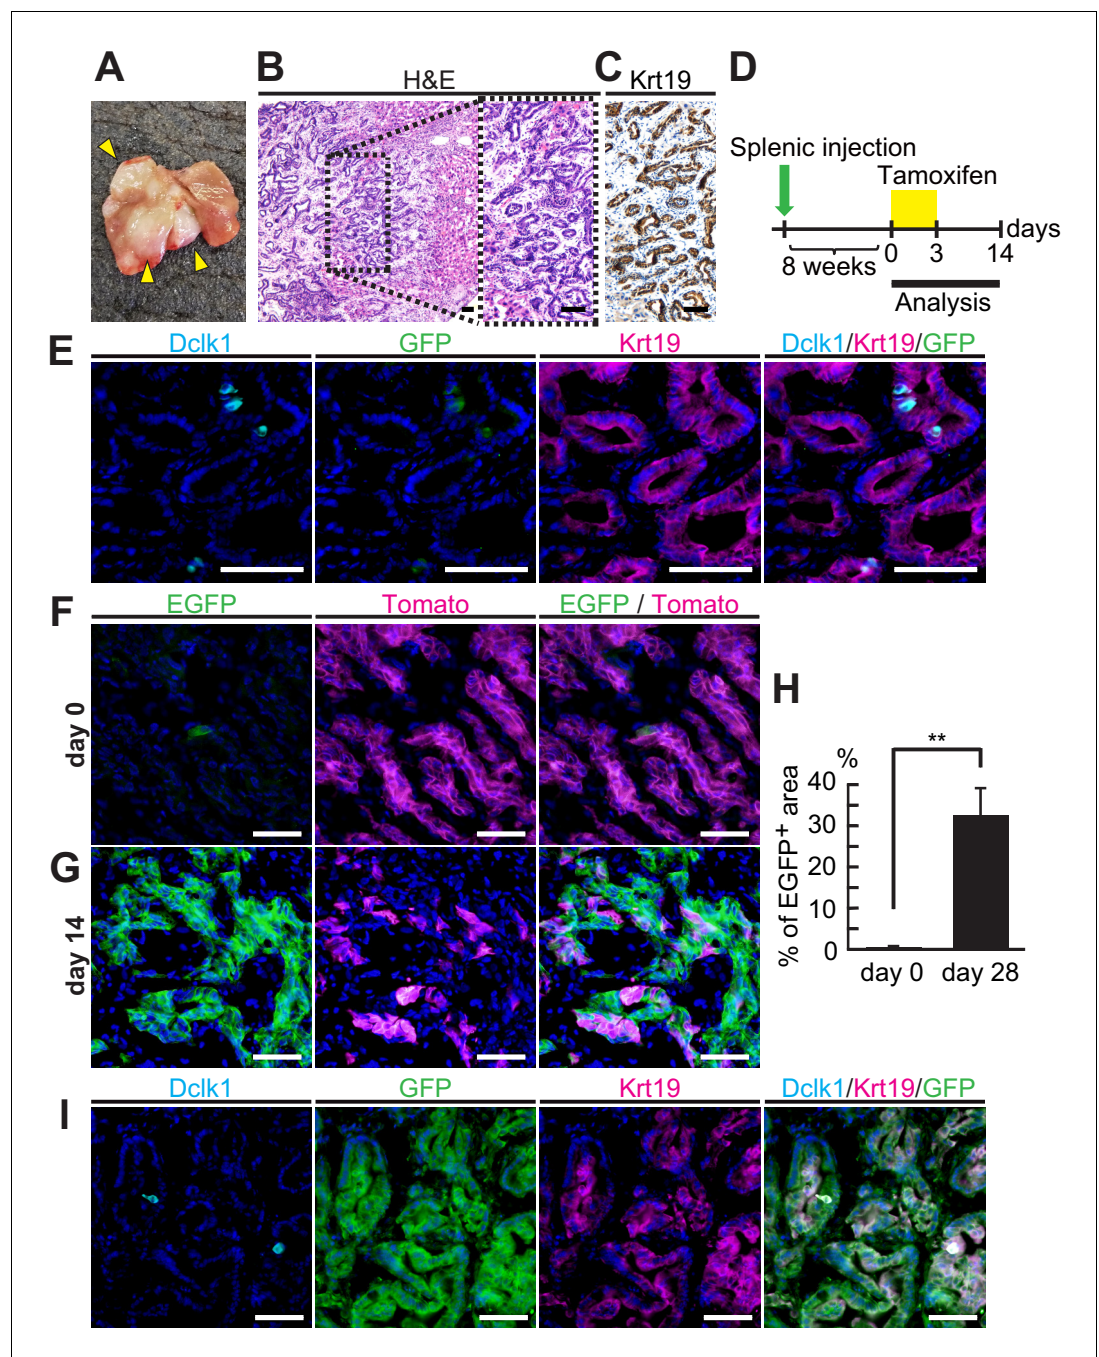 A
B
H&E
C
Krt19
D
Splenic injection
Tamoxifen
days
8 weeks
0
3
14
Analysis
E
Dclk1
GFP
Krt19
Dclk1/Krt19/GFP
F
EGFP
Tomato
EGFP / Tomato
day 0
G
day 14
H
**
%
% of EGFP+ area
40
30
20
10
0
day 0
day 28
I
Dclk1
GFP
Krt19
Dclk1/Krt19/GFP